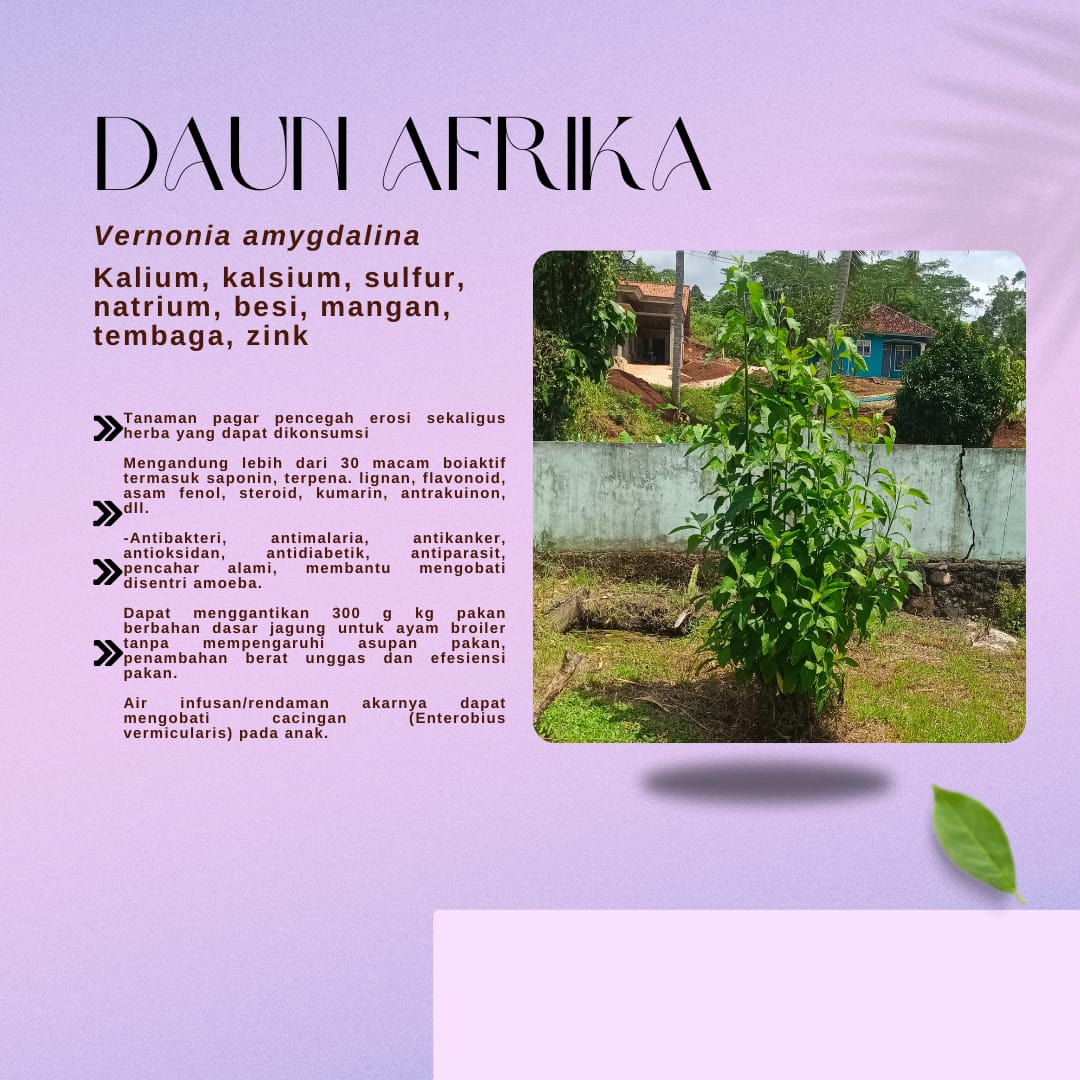 DAUN AFRIKA
Vernonia amygdalina
Kalium, kalsium, sulfur,
natrium, besi, mangan,
tembaga, zink
Tanaman pagar pencegah erosi sekaligus
herba yang dapat dikonsumsi
Mengandung lebih dari 30 macam boiaktif
termasuk saponin, terpena. lignan, flavonoid,
asam fenol, steroid, kumarin, antrakuinon,
dll.
-Antibakteri, antimalaria, antikanker,
antioksidan, antidiabetik, antiparasit,
pencahar alami, membantu mengobati
disentri amoeba.
Dapat menggantikan 300 g kg pakan
berbahan dasar jagung untuk ayam broiler
tanpa mempengaruhi asupan pakan,
penambahan berat unggas dan efesiensi
pakan.
Air infusan/rendaman akarnya dapat
mengobati cacingan (Enterobius
vermicularis) pada anak.